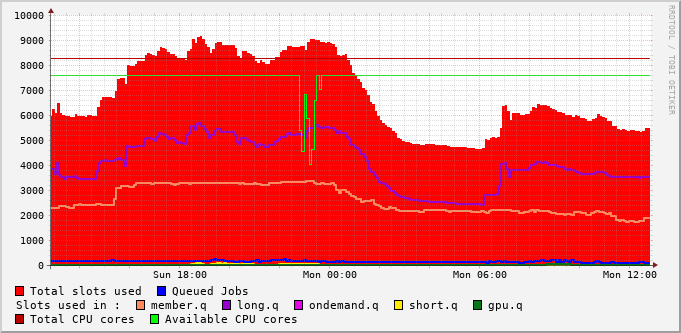 RRDTOOL / TOBI OETIKER
10000
9000
8000
7000
6000
5000
4000
3000
2000
1000
0
Sun 18:00 Mon 00:00 Mon 06:00 Mon 12:00
Total slots used Queued Jobs
Slots used in : member.q long.q ondemand.q short.q gpu.q
Total CPU cores Available CPU cores